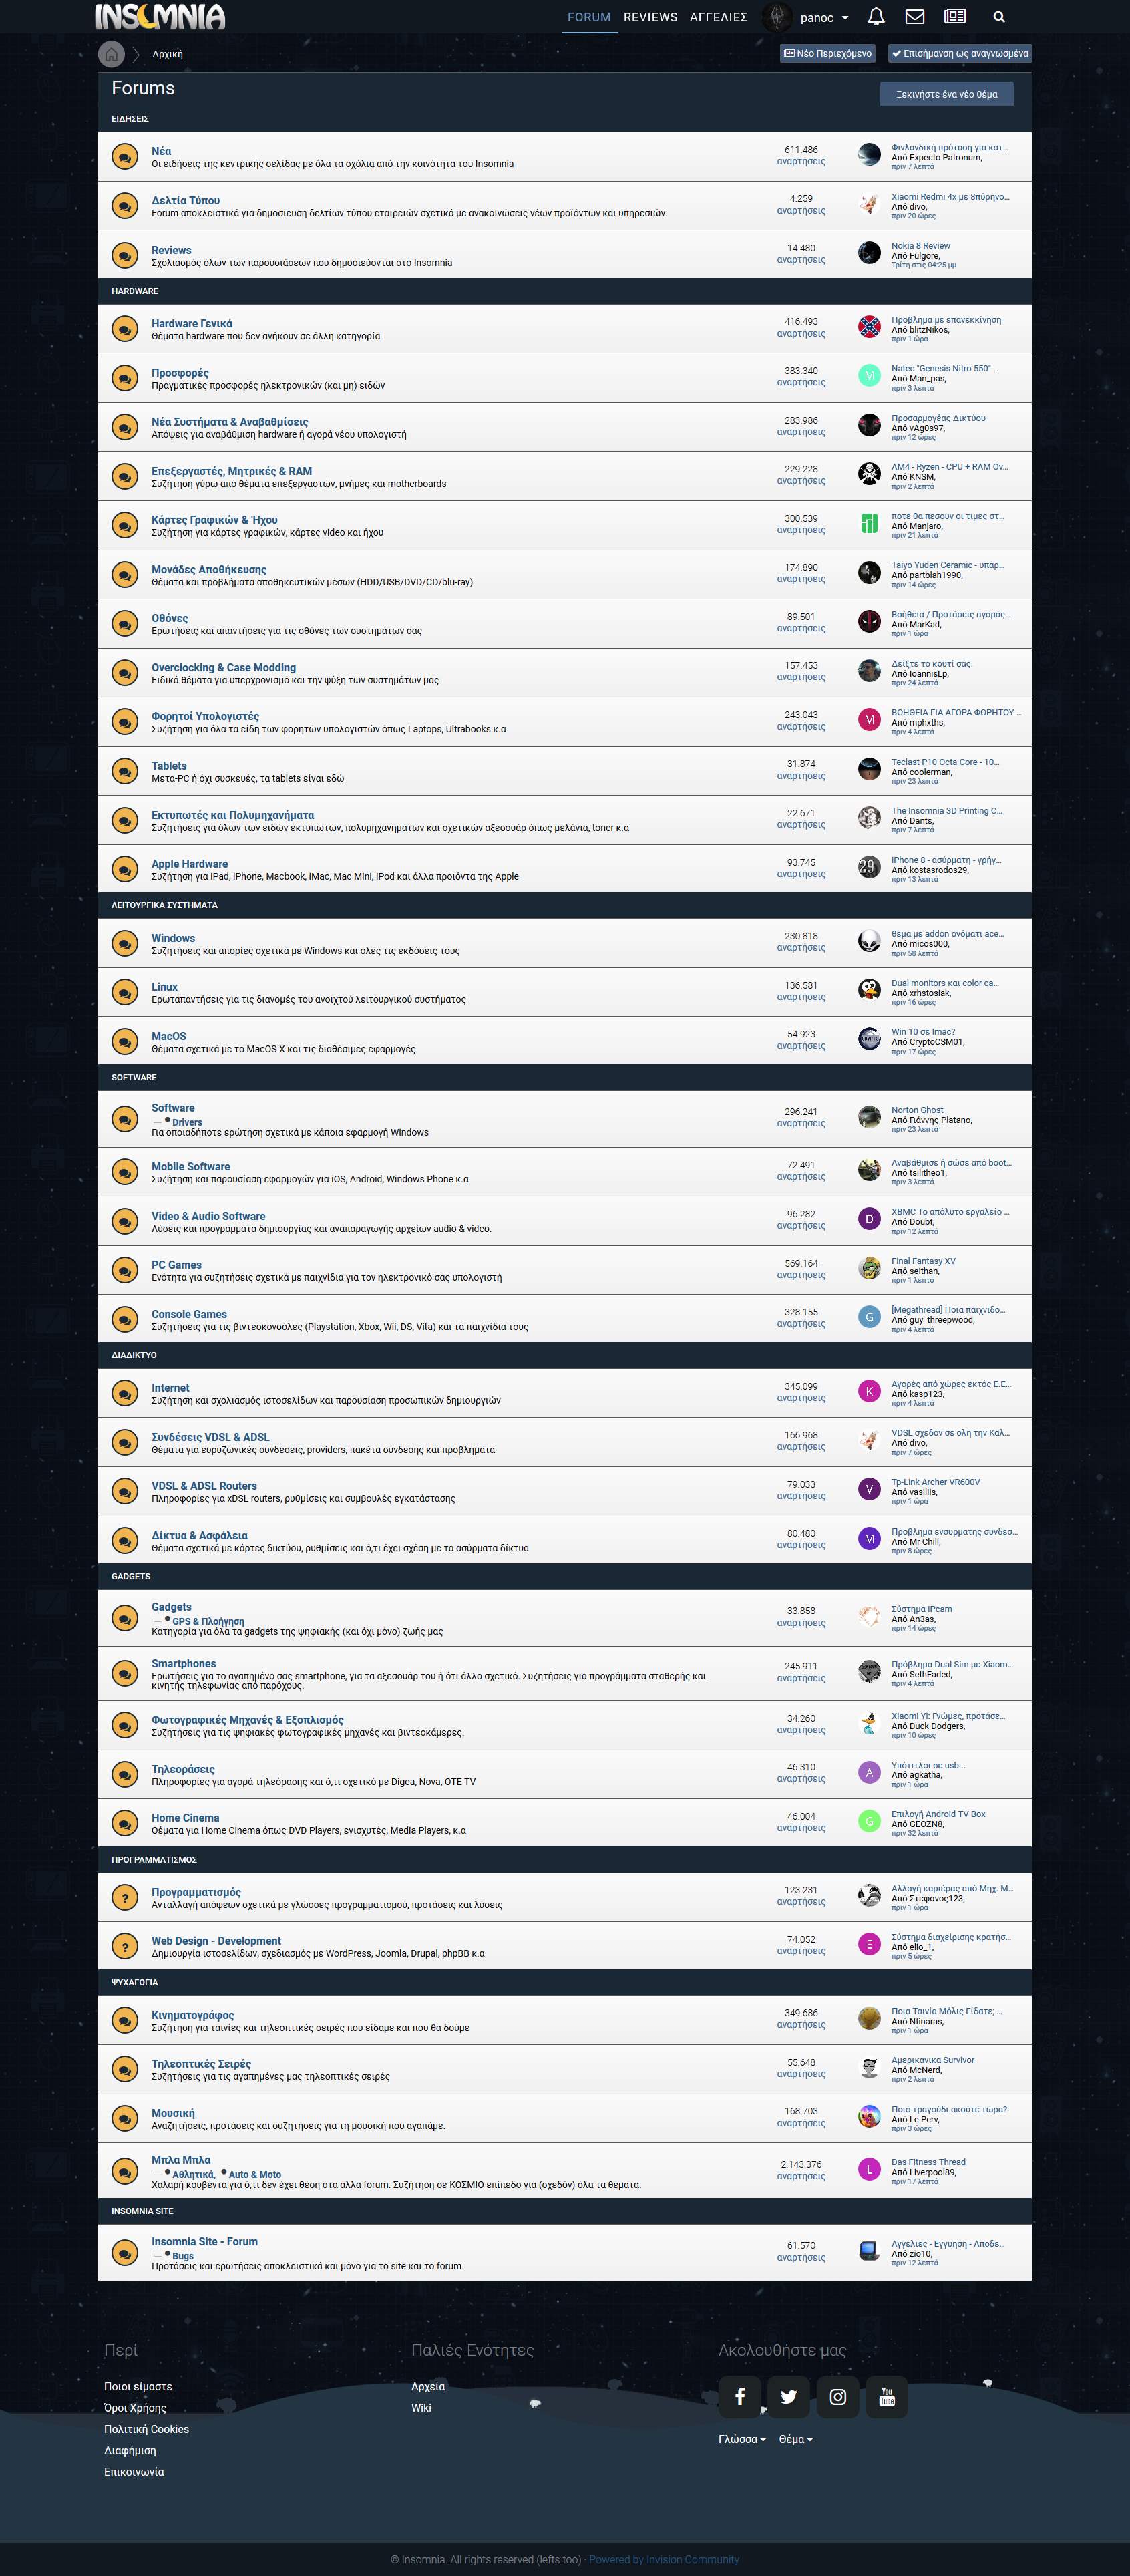 INSOMNIA
FORUM REVIEWS ΑΓΓΕΛΙΕΣ panoc
Αρχική
Νέο Περιεχόμενο
Επισήμανση ως αναγνωσμένα
Forums
Ξεκινήστε ένα νέο θέμα
ΕΙΔΗΣΕΙΣ
Νέα
Οι ειδήσεις της κεντρικής σελίδας με όλα τα σχόλια από την κοινότητα του Insomnia
611.486
αναρτήσεις
Φινλανδική πρόταση για κατ...
Από Expecto Patronum,
πριν 7 λεπτά
Δελτία Τύπου
Forum αποκλειστικά για δημοσίευση δελτίων τύπου εταιρειών σχετικά με ανακοινώσεις νέων προϊόντων και υπηρεσιών.
4.259
αναρτήσεις
Xiaomi Redmi 4x με 8πύρηνο...
Από divo,
πριν 20 ώρες
Reviews
Σχολιασμός όλων των παρουσιάσεων που δημοσιεύονται στο Insomnia
14.480
αναρτήσεις
Nokia 8 Review
Από Fulgore,
Τρίτη στις 04:25 μμ
HARDWARE
Hardware Γενικά
Θέματα hardware που δεν ανήκουν σε άλλη κατηγορία
416.493
αναρτήσεις
Προβλημα με επανεκκίνηση
Από blitzNikos,
πριν 1 ώρα
Προσφορές
Πραγματικές προσφορές ηλεκτρονικών (και μη) ειδών
383.340
αναρτήσεις
M
Natec "Genesis Nitro 550" ...
Από Man_pas,
πριν 3 λεπτά
Νέα Συστήματα & Αναβαθμίσεις
Απόψεις για αναβάθμιση hardware ή αγορά νέου υπολογιστή
283.986
αναρτήσεις
Προσαρμογέας Δικτύου
Από vAg0s97,
πριν 12 ώρες
Επεξεργαστές, Μητρικές & RAM
Συζήτηση γύρω από θέματα επεξεργαστών, μνήμες και motherboards
229.228
αναρτήσεις
AM4 - Ryzen - CPU + RAM Ov...
Από KNSM,
πριν 2 λεπτά
Κάρτες Γραφικών & Ήχου
Συζήτηση για κάρτες γραφικών, κάρτες video και ήχου
300.539
αναρτήσεις
ποτε θα πεσουν οι τιμες στ...
Από Manjaro,
πριν 21 λεπτά
Μονάδες Αποθήκευσης
Θέματα και προβλήματα αποθηκευτικών μέσων (HDD/USB/DVD/CD/blu-ray)
174.890
αναρτήσεις
Taiyo Yuden Ceramic - υπάρ...
Από partblah1990,
πριν 14 ώρες
Οθόνες
Ερωτήσεις και απαντήσεις για τις οθόνες των συστημάτων σας
89.501
αναρτήσεις
Βοήθεια / Προτάσεις αγοράς...
Από MarKad,
πριν 1 ώρα
Overclocking & Case Modding
Ειδικά θέματα για υπερχρονισμό και την ψύξη των συστημάτων μας
157.453
αναρτήσεις
Δείξτε το κουτί σας.
Από IoannisLp,
πριν 24 λεπτά
Φορητοί Υπολογιστές
Συζήτηση για όλα τα είδη των φορητών υπολογιστών όπως Laptops, Ultrabooks κ.α
243.043
αναρτήσεις
M
ΒΟΗΘΕΙΑ ΓΙΑ ΑΓΟΡΑ ΦΟΡΗΤΟΥ ...
Από mphxths,
πριν 4 λεπτά
Tablets
Μετα-PC ή όχι συσκευές, τα tablets είναι εδώ
31.874
αναρτήσεις
Teclast P10 Octa Core - 10...
Από coolerman,
πριν 23 λεπτά
Εκτυπωτές και Πολυμηχανήματα
Συζητήσεις για όλων των ειδών εκτυπωτών, πολυμηχανημάτων και σχετικών αξεσουάρ όπως μελάνια, toner κ.α
22.671
αναρτήσεις
The Insomnia 3D Printing C...
Από Dante,
πριν 7 λεπτά
Apple Hardware
Συζήτηση για iPad, iPhone, Macbook, iMac, Mac Mini, iPod και άλλα προιόντα της Apple
93.745
αναρτήσεις
29
iPhone 8 - ασύρματη - γρήγ...
Από kostasrodos29,
πριν 13 λεπτά
ΛΕΙΤΟΥΡΓΙΚΑ ΣΥΣΤΗΜΑΤΑ
Windows
Συζητήσεις και απορίες σχετικά με Windows και όλες τις εκδόσεις τους
230.818
αναρτήσεις
θεμα με addon ονόματι ace...
Από micos000,
πριν 58 λεπτά
Linux
Ερωταπαντήσεις για τις διανομές του ανοιχτού λειτουργικού συστήματος
136.581
αναρτήσεις
Dual monitors και color ca...
Από xrhstosiak,
πριν 16 ώρες
MacOS
Θέματα σχετικά με το MacOS X και τις διαθέσιμες εφαρμογές
54.923
αναρτήσεις
Win 10 σε Imac?
Από CryptoCSM01,
πριν 17 ώρες
SOFTWARE
Software
Drivers
Για οποιαδήποτε ερώτηση σχετικά με κάποια εφαρμογή Windows
296.241
αναρτήσεις
Norton Ghost
Από Γιάννης Platano,
πριν 23 λεπτά
Mobile Software
Συζήτηση και παρουσίαση εφαρμογών για iOS, Android, Windows Phone κ.α
72.491
αναρτήσεις
Αναβάθμισε ή σώσε από boot...
Από tsilitheo1,
πριν 3 λεπτά
Video & Audio Software
Λύσεις και προγράμματα δημιουργίας και αναπαραγωγής αρχείων audio & video.
96.282
αναρτήσεις
D
XBMC Το απόλυτο εργαλείο ...
Από Doubt,
πριν 12 λεπτά
PC Games
Ενότητα για συζητήσεις σχετικά με παιχνίδια για τον ηλεκτρονικό σας υπολογιστή
569.164
αναρτήσεις
Final Fantasy XV
Από seithan,
πριν 1 λεπτό
Console Games
Συζητήσεις για τις βιντεοκονσόλες (Playstation, Xbox, Wii, DS, Vita) και τα παιχνίδια τους
328.155
αναρτήσεις
G
[Megathread] Ποια παιχνιδο...
Από guy_threepwood,
πριν 4 λεπτά
ΔΙΑΔΙΚΤΥΟ
Internet
Συζήτηση και σχολιασμός ιστοσελίδων και παρουσίαση προσωπικών δημιουργιών
345.099
αναρτήσεις
K
Αγορές από χώρες εκτός Ε.Ε...
Από kasp123,
πριν 4 λεπτά
Συνδέσεις VDSL & ADSL
Θέματα για ευρυζωνικές συνδέσεις, providers, πακέτα σύνδεσης και προβλήματα
166.968
αναρτήσεις
VDSL σχεδον σε ολη την Καλ...
Από divo,
πριν 7 ώρες
VDSL & ADSL Routers
Πληροφορίες για xDSL routers, ρυθμίσεις και συμβουλές εγκατάστασης
79.033
αναρτήσεις
V
Tp-Link Archer VR600V
Από vasiliis,
πριν 1 ώρα
Δίκτυα & Ασφάλεια
Θέματα σχετικά με κάρτες δικτύου, ρυθμίσεις και ό,τι έχει σχέση με τα ασύρματα δίκτυα
80.480
αναρτήσεις
M
Προβλημα ενσυρματης συνδεσ...
Από Mr Chill,
πριν 8 ώρες
GADGETS
Gadgets
GPS & Πλοήγηση
Κατηγορία για όλα τα gadgets της ψηφιακής (και όχι μόνο) ζωής μας
33.858
αναρτήσεις
Σύστημα IPcam
Από An3as,
πριν 14 ώρες
Smartphones
Ερωτήσεις για το αγαπημένο σας smartphone, για τα αξεσουάρ του ή ότι άλλο σχετικό. Συζητήσεις για προγράμματα σταθερής και
κινητής τηλεφωνίας από παρόχους.
245.911
αναρτήσεις
Πρόβλημα Dual Sim με Xiaom...
Από SethFaded,
πριν 4 λεπτά
Φωτογραφικές Μηχανές & Εξοπλισμός
Συζητήσεις για τις ψηφιακές φωτογραφικές μηχανές και βιντεοκάμερες.
34.260
αναρτήσεις
Xiaomi Yi: Γνώμες, προτάσε...
Από Duck Dodgers,
πριν 10 ώρες
Τηλεοράσεις
Πληροφορίες για αγορά τηλεόρασης και ό,τι σχετικό με Digea, Nova, OTE TV
46.310
αναρτήσεις
A
Υπότιτλοι σε usb...
Από agkatha,
πριν 1 ώρα
Home Cinema
Θέματα για Home Cinema όπως DVD Players, ενισχυτές, Media Players, κ.α
46.004
αναρτήσεις
G
Επιλογή Android TV Box
Από GEOZN8,
πριν 32 λεπτά
ΠΡΟΓΡΑΜΜΑΤΙΣΜΟΣ
Προγραμματισμός
Ανταλλαγή απόψεων σχετικά με γλώσσες προγραμματισμού, προτάσεις και λύσεις
123.231
αναρτήσεις
Αλλαγή καριέρας από Μηχ. Μ...
Από Στεφανος123,
πριν 1 ώρα
Web Design - Development
Δημιουργία ιστοσελίδων, σχεδιασμός με WordPress, Joomla, Drupal, phpBB κ.α
74.052
αναρτήσεις
E
Σύστημα διαχείρισης κρατήσ...
Από elio_1,
πριν 5 ώρες
ΨΥΧΑΓΩΓΙΑ
Κινηματογράφος
Συζήτηση για ταινίες και τηλεοπτικές σειρές που είδαμε και που θα δούμε
349.686
αναρτήσεις
Ποια Ταινία Μόλις Είδατε; ...
Από Ntinaras,
πριν 1 ώρα
Τηλεοπτικές Σειρές
Συζητήσεις για τις αγαπημένες μας τηλεοπτικές σειρές
55.648
αναρτήσεις
Αμερικανικα Survivor
Από McNerd,
πριν 2 λεπτά
Μουσική
Αναζητήσεις, προτάσεις και συζητήσεις για τη μουσική που αγαπάμε.
168.703
αναρτήσεις
Ποιό τραγούδι ακούτε τώρα?
Από Le Perv,
πριν 3 ώρες
Μπλα Μπλα
Αθλητικά, Auto & Moto
Χαλαρή κουβέντα για ό,τι δεν έχει θέση στα άλλα forum. Συζήτηση σε ΚΟΣΜΙΟ επίπεδο για (σχεδόν) όλα τα θέματα.
2.143.376
αναρτήσεις
L
Das Fitness Thread
Από Liverpool89,
πριν 17 λεπτά
INSOMNIA SITE
Insomnia Site - Forum
Bugs
Προτάσεις και ερωτήσεις αποκλειστικά και μόνο για το site και το forum.
61.570
αναρτήσεις
Αγγελιες - Εγγυηση - Αποδε...
Από zio10,
πριν 12 λεπτά
Περί
Ποιοι είμαστε
Όροι Χρήσης
Πολιτική Cookies
Διαφήμιση
Επικοινωνία
Παλιές Ενότητες
Αρχεία
Wiki
Ακολουθήστε μας
You Tube
Γλώσσα Θέμα
© Insomnia. All rights reserved (lefts too) · Powered by Invision Community